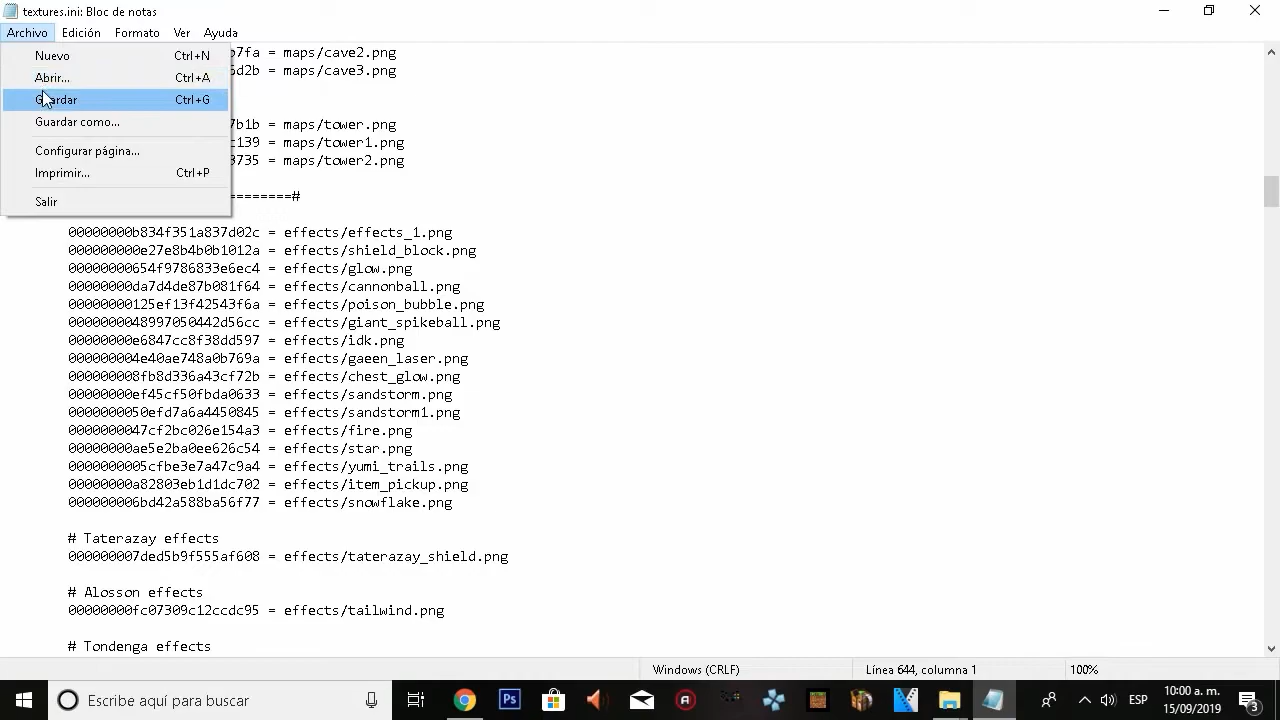 textures.ini: Bloc de notas
Archivo Edición Formato Ver Ayuda
Nuevo Ctrl+N
Abrir... Ctrl+A
Guardar Ctrl+G
Guardar como...
Configurar página...
Imprimir... Ctrl+P
Salir
b7fa = maps/cave2.png
5d2b = maps/cave3.png
7b1b = maps/tower.png
c139 = maps/tower1.png
3735 = maps/tower2.png
========#
00000000b834f351a837d02c = effects/effects_1.png
00000000e27e8b4b0b1012a = effects/shield_block.png
00000000654f9786833e6ec4 = effects/glow.png
00000000da7d4de87b081f64 = effects/cannonball.png
00000000125ef13f42543f6a = effects/poison_bubble.png
0000000048997050442d56cc = effects/giant_spikeball.png
00000000e6847cc8f38dd597 = effects/idk.png
000000004e40ae748a0b769a = effects/gaeen_laser.png
000000008fb8d336a43cf72b = effects/chest_glow.png
00000000ef45cf50fbda0633 = effects/sandstorm.png
0000000050efd7a6a4450845 = effects/sandstorm1.png
0000000047cf2bc026e154a3 = effects/fire.png
00000000ae5e2ba0ee626c54 = effects/star.png
000000005cfbe3e7a47c9a4 = effects/yumi_trails.png
00000000a82803eb1d1dc702 = effects/item_pickup.png
000000006bd42a588ba56f77 = effects/snowflake.png
# Taterazay effects
000000007ded5b9f555af608 = effects/taterazay_shield.png
# Alosson effects
00000000fc07309c12ccdc95 = effects/tailwind.png
# Tondenga effects
Windows (CRLF) Línea 644, columna 1 100%
Escribe aquí para buscar
Ps
ESP
10:00 a. m.
15/09/2019
3